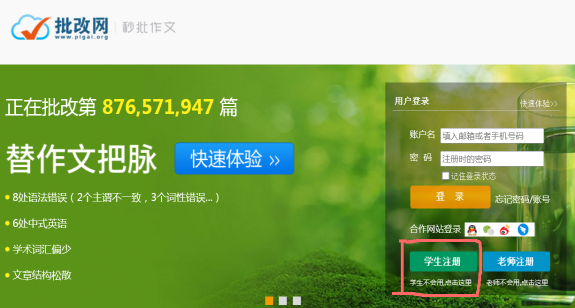 批改网 秒批作文
www.pigai.org
正在批改第 876,571,947 篇
替作文把脉 快速体验 >>
8处语法错误（2个主谓不一致，3个词性错误...）
6处中式英语
学术词汇偏少
文章结构松散
用户登录 快速体验>>
账户名 填入邮箱或者手机号码
密 码 注册时的密码
记住登录状态
登 录 忘记密码/账号
合作网站登录
学生注册 老师注册
学生不会用,点击这里 老师不会用,点击这里